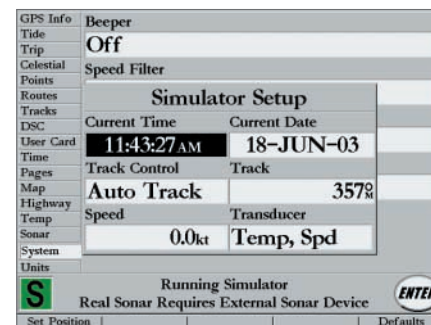 GPS Info
Tide
Trip
Celestial
Points
Routes
Tracks
DSC
User Card
Time
Pages
Map
Highway
Temp
Sonar
System
Units
Beeper
Off
Speed Filter
Simulator Setup
Current Time Current Date
11:43:27AM 18-JUN-03
Track Control Track
Auto Track 357°M
Speed Transducer
0.0kt Temp, Spd
S
Running Simulator
Real Sonar Requires External Sonar Device
ENTER
Set Position Defaults